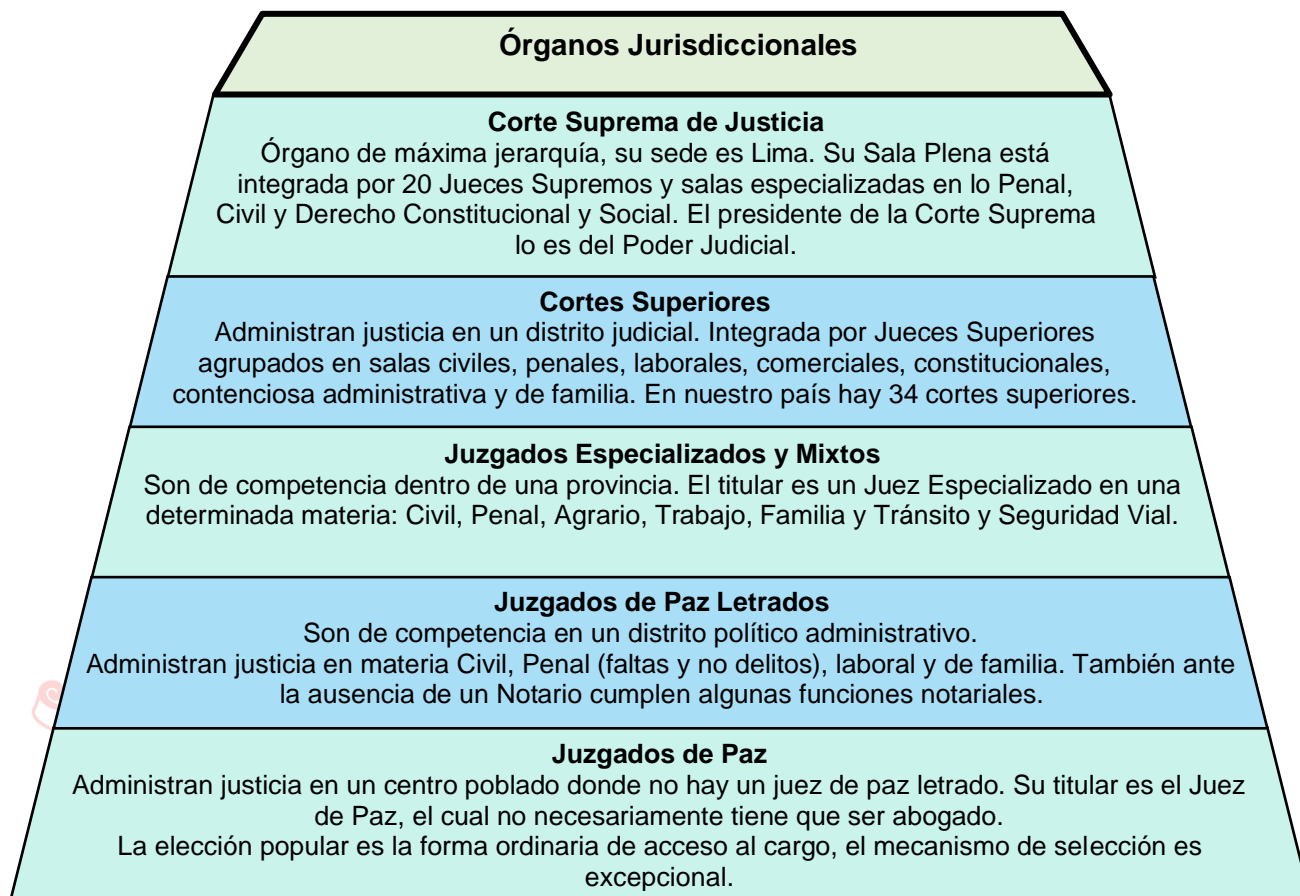 Órganos Jurisdiccionales
Corte Suprema de Justicia
Órgano de máxima jerarquía, su sede es Lima. Su Sala Plena está
integrada por 20 Jueces Supremos y salas especializadas en lo Penal,
Civil y Derecho Constitucional y Social. El presidente de la Corte Suprema
lo es del Poder Judicial.
Cortes Superiores
Administran justicia en un distrito judicial. Integrada por Jueces Superiores
agrupados en salas civiles, penales, laborales, comerciales, constitucionales,
contenciosa administrativa y de familia. En nuestro país hay 34 cortes superiores.
Juzgados Especializados y Mixtos
Son de competencia dentro de una provincia. El titular es un Juez Especializado en una
determinada materia: Civil, Penal, Agrario, Trabajo, Familia y Tránsito y Seguridad Vial.
Juzgados de Paz Letrados
Son de competencia en un distrito político administrativo.
Administran justicia en materia Civil, Penal (faltas y no delitos), laboral y de familia. También ante
la ausencia de un Notario cumplen algunas funciones notariales.
Juzgados de Paz
Administran justicia en un centro poblado donde no hay un juez de paz letrado. Su titular es el Juez
de Paz, el cual no necesariamente tiene que ser abogado.
La elección popular es la forma ordinaria de acceso al cargo, el mecanismo de selección es
excepcional.